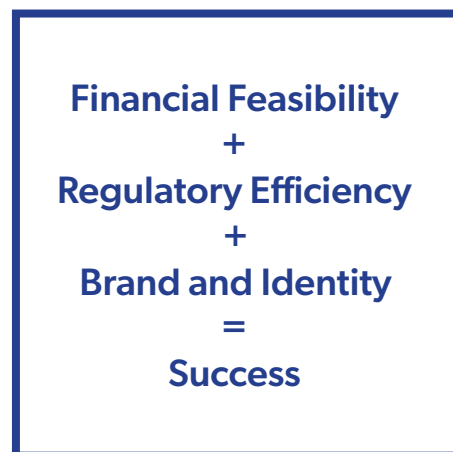 Financial Feasibility
+
Regulatory Efficiency
+
Brand and Identity
=
Success